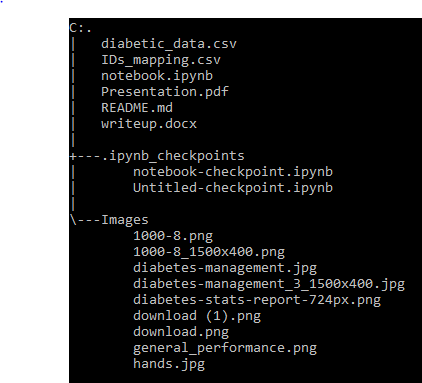 C:.
|   diabetic_data.csv
|   IDs_mapping.csv
|   notebook.ipynb
|   Presentation.pdf
|   README.md
|   writeup.docx
|
+---.ipynb_checkpoints
|       notebook-checkpoint.ipynb
|       Untitled-checkpoint.ipynb
|
\---Images
        1000-8.png
        1000-8_1500x400.png
        diabetes-management.jpg
        diabetes-management_3_1500x400.jpg
        diabetes-stats-report-724px.png
        download (1).png
        download.png
        general_performance.png
        hands.jpg